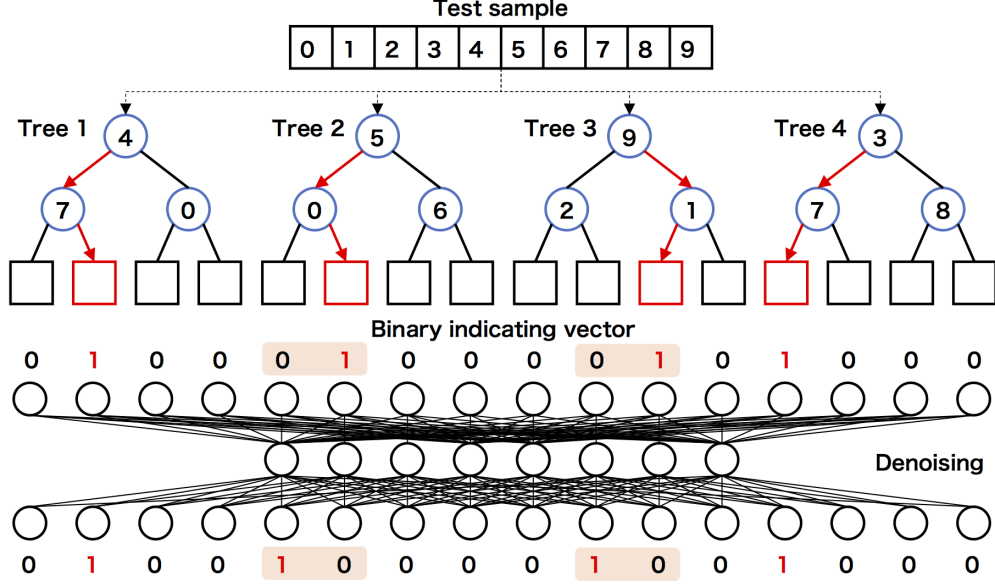 Test sample
0 1 2 3 4 5 6 7 8 9
Tree 1 4 Tree 2 5 Tree 3 9 Tree 4 3
7 0 0 6 2 1 7 8
Binary indicating vector
0 1 0 0 0 1 0 0 0 0 1 0 1 0 0 0
Denoising
0 1 0 0 1 0 0 0 0 1 0 0 1 0 0 0